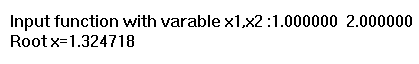 Input function with varable x1,x2 :1.000000  2.000000
Root x=1.324718